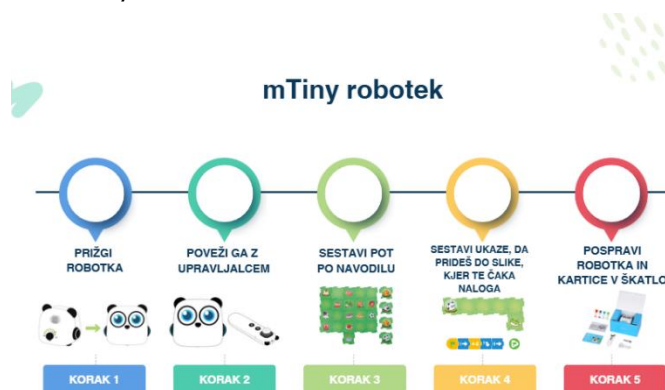 mTiny robotek
PRIŽGI
ROBOTKA
POVEŽI GA Z
UPRAVLJALCEM
SESTAVI POT
PO NAVODILU
SESTAVI UKAZE, DA
PRIDEŠ DO SLIKE,
KJER TE ČAKA
NALOGA
POSPRAVI
ROBOTKA IN
KARTICE V ŠKATLO
KORAK 1
KORAK 2
KORAK 3
KORAK 4
KORAK 5